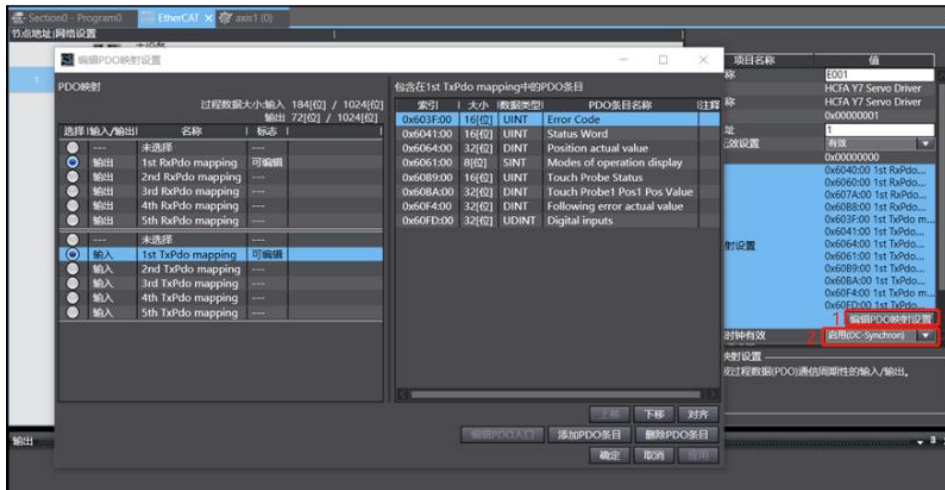 Section0 - Program0 EtherCAT × axis1 (0)
节点地址|网络设置
1
编辑PDO映射设置
PDO映射
过程数据大小:输入 184[位] / 1024[位]
输出 72[位] / 1024[位]
选择 输入/输出 名称 标志
--- 未选择 ---
输出 1st RxPdo mapping 可编辑
输出 2nd RxPdo mapping ---
输出 3rd RxPdo mapping ---
输出 4th RxPdo mapping ---
输出 5th RxPdo mapping ---
--- 未选择 ---
输入 1st TxPdo mapping 可编辑
输入 2nd TxPdo mapping ---
输入 3rd TxPdo mapping ---
输入 4th TxPdo mapping ---
输入 5th TxPdo mapping ---
包含在1st TxPdo mapping中的PDO条目
索引 大小 数据类型 PDO条目名称 注释
0x603F:00 16[位] UINT Error Code
0x6041:00 16[位] UINT Status Word
0x6064:00 32[位] DINT Position actual value
0x6061:00 8[位] SINT Modes of operation display
0x60B9:00 16[位] UINT Touch Probe Status
0x60BA:00 32[位] DINT Touch Probe1 Pos1 Pos Value
0x60F4:00 32[位] DINT Following error actual value
0x60FD:00 32[位] UDINT Digital inputs
上移 下移 对齐
编辑PDO入口 添加PDO条目 删除PDO条目
确定 取消 应用
项目名称 值
称 E001
HCFA Y7 Servo Driver
称 HCFA Y7 Servo Driver
0x00000001
址 1
效设置 有效
0x00000000
0x6040:00 1st RxPdo...
0x6060:00 1st RxPdo...
0x607A:00 1st RxPdo...
0x60B8:00 1st RxPdo...
0x603F:00 1st TxPdo m...
0x6041:00 1st TxPdo...
射设置 0x6064:00 1st TxPdo...
0x6061:00 1st TxPdo...
0x60B9:00 1st TxPdo...
0x60BA:00 1st TxPdo...
0x60F4:00 1st TxPdo m...
0x60FD:00 1st TxPdo...
1 编辑PDO映射设置
时钟有效 2 启用(DC-Synchron)
映射设置
过程数据(PDO)通信周期性的输入/输出。
输出